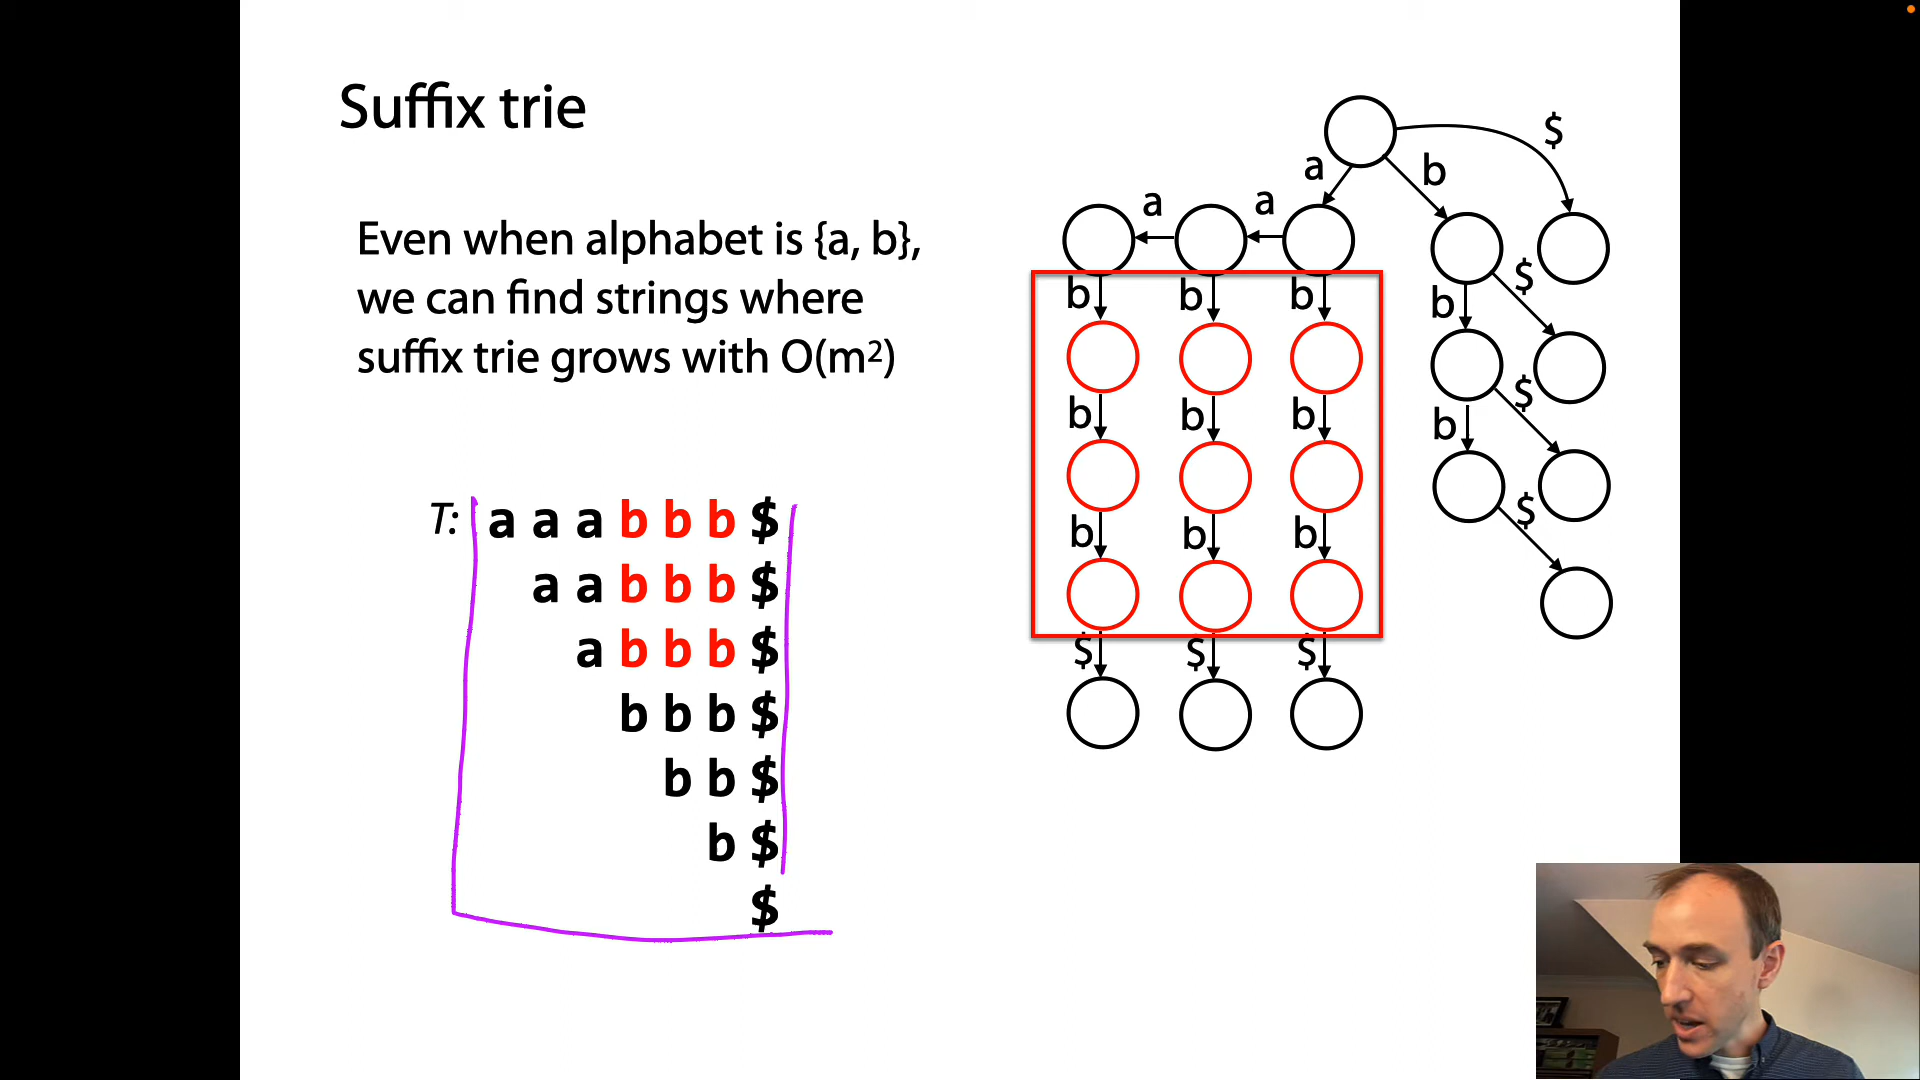 Suffix trie
Even when alphabet is {a, b},
we can find strings where
suffix trie grows with O(m²)
T: a a a b b b $
a a b b b $
a b b b $
b b b $
b b $
b $
$
$
a b
a a
$
b b b b
$
b b b b
$
b b b
$ $ $